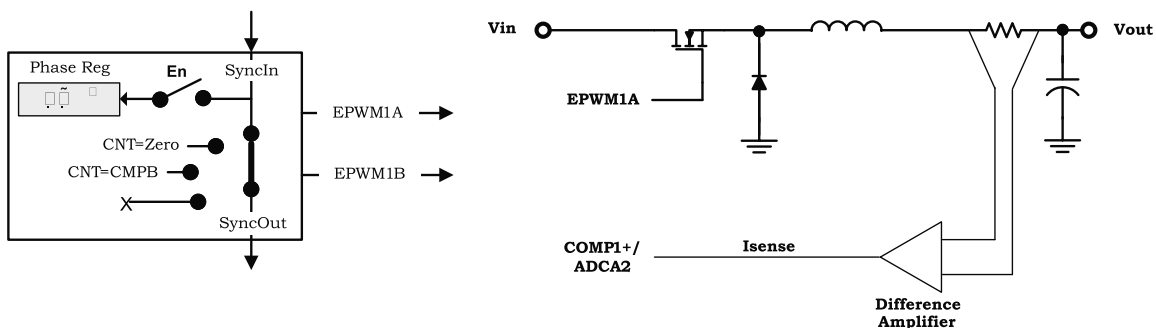 Phase Reg
En
SyncIn
CNT=Zero
CNT=CMPB
X
SyncOut
EPWM1A
EPWM1B
Vin
Vout
EPWM1A
COMP1+/
ADCA2
Isense
Difference
Amplifier